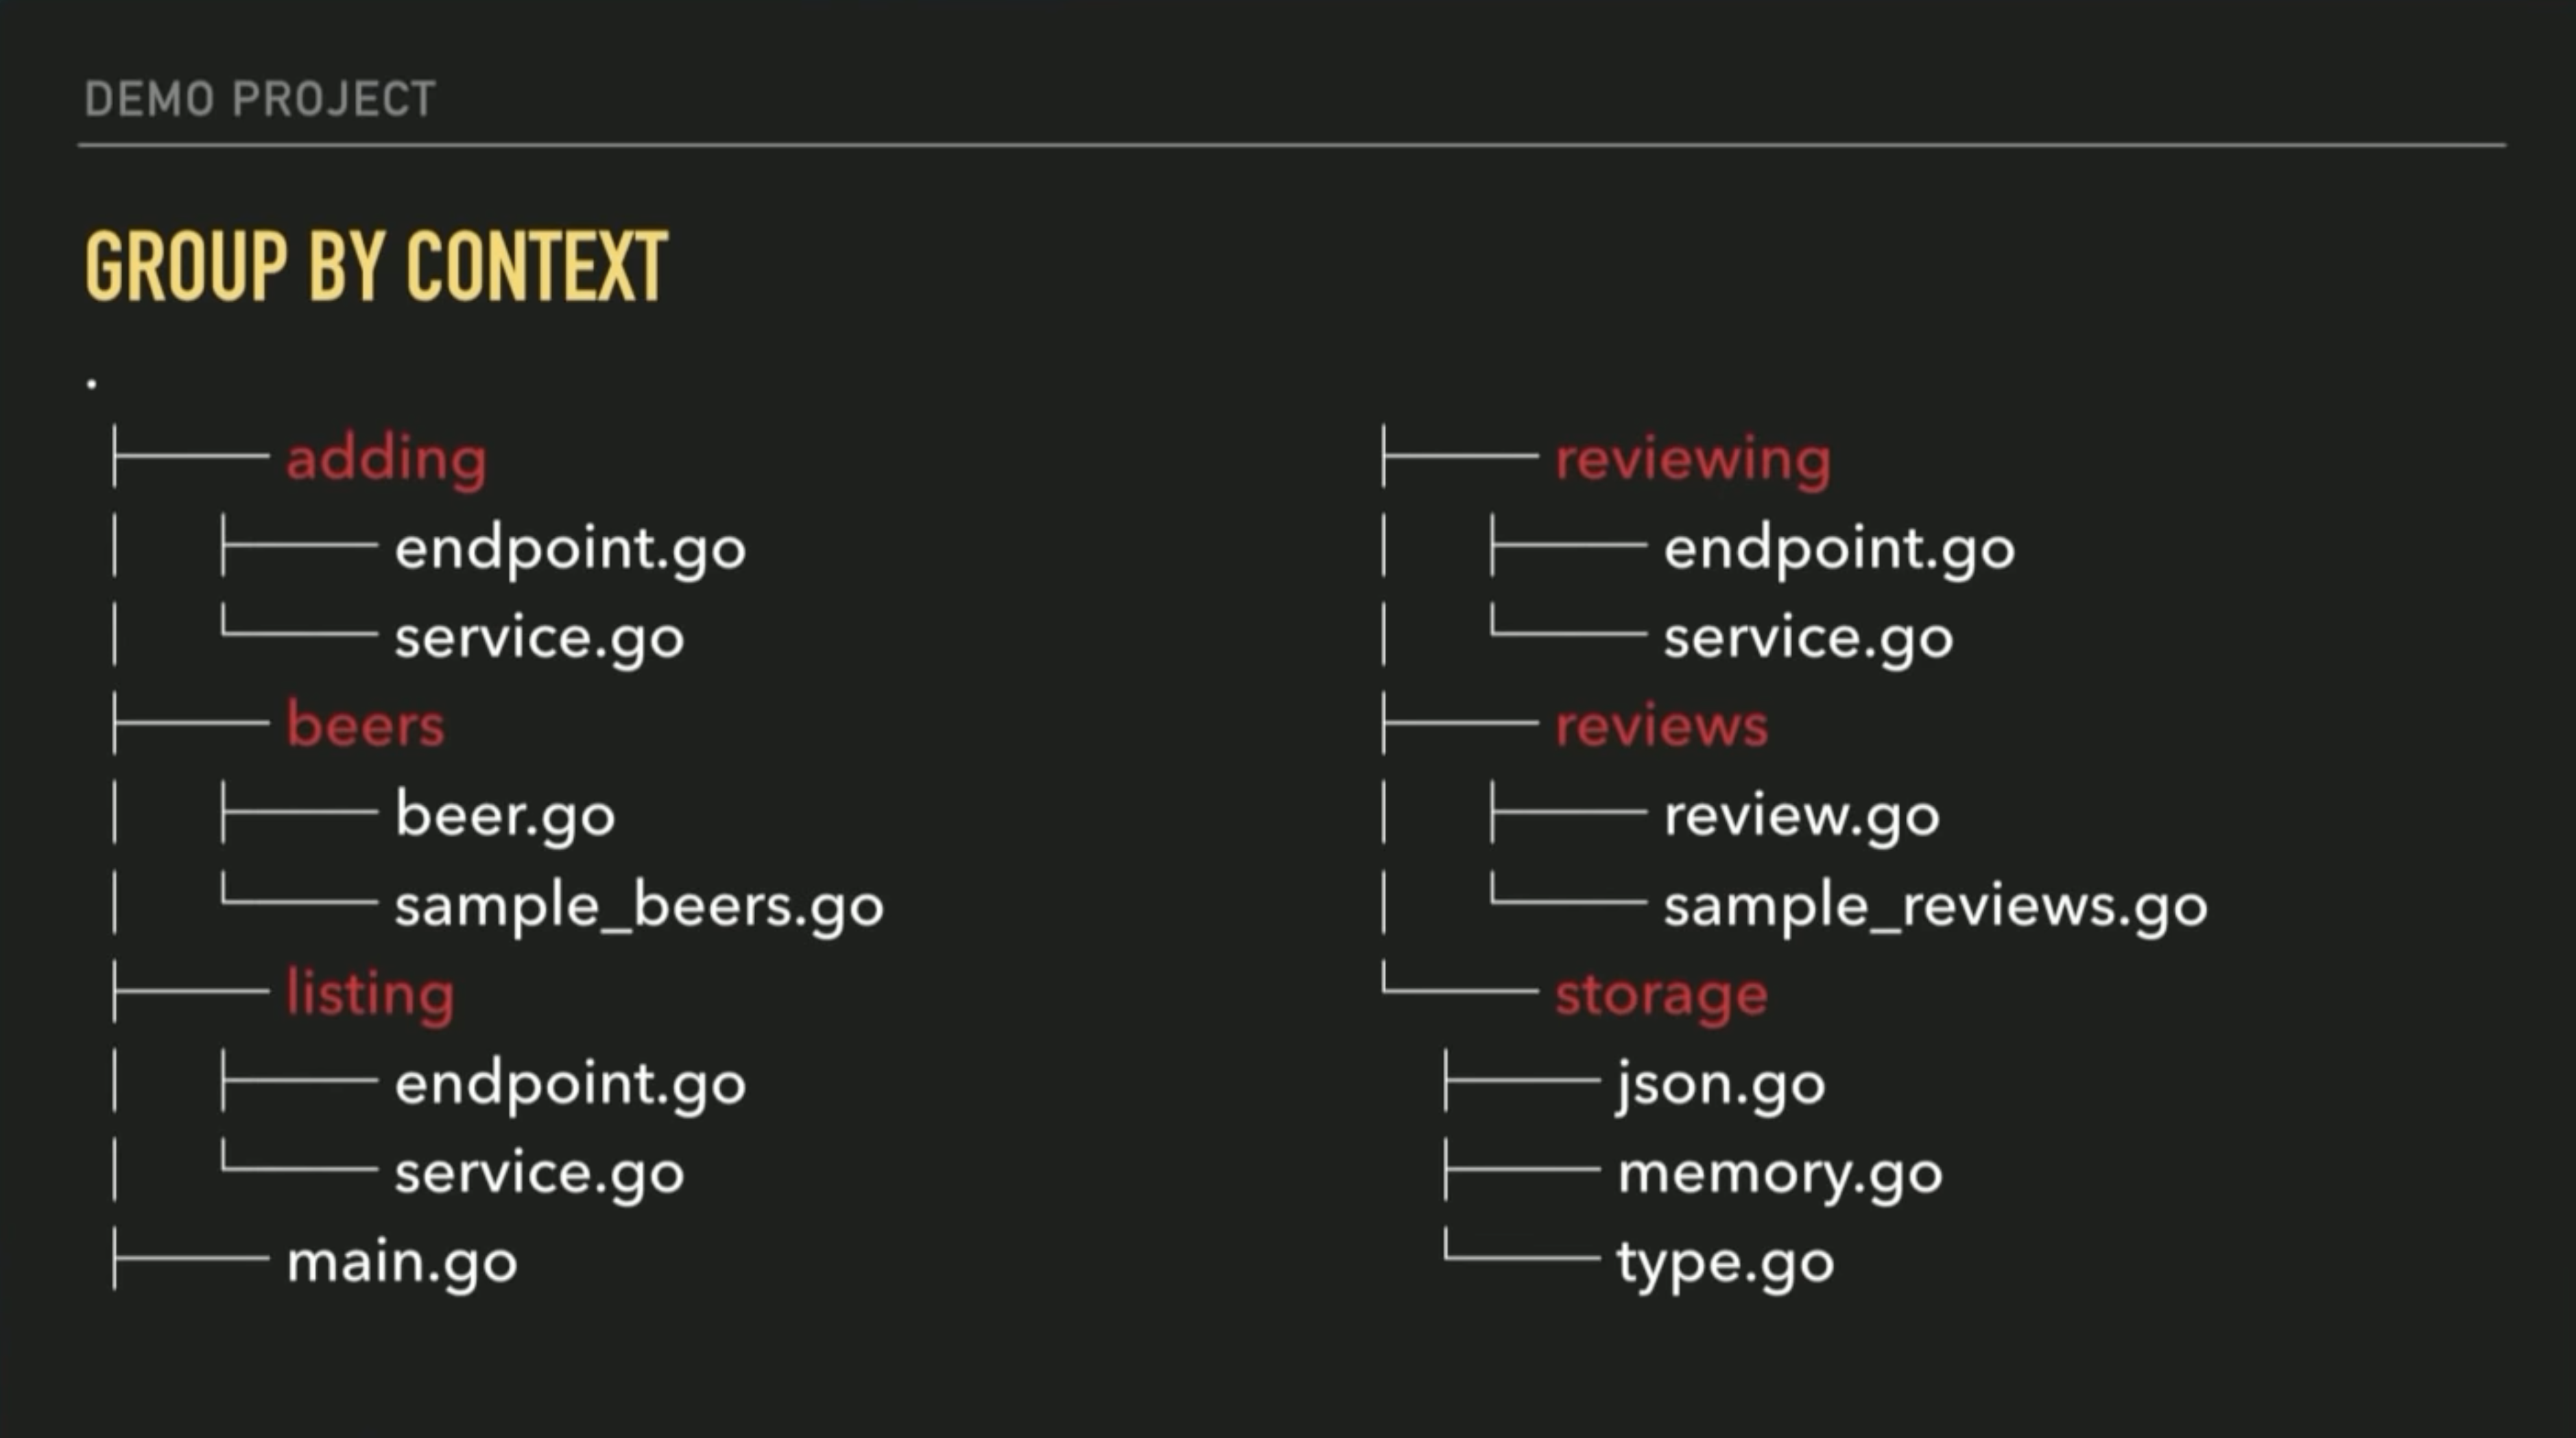 DEMO PROJECT
GROUP BY CONTEXT
.
adding
endpoint.go
service.go
beers
beer.go
sample_beers.go
listing
endpoint.go
service.go
main.go
reviewing
endpoint.go
service.go
reviews
review.go
sample_reviews.go
storage
json.go
memory.go
type.go